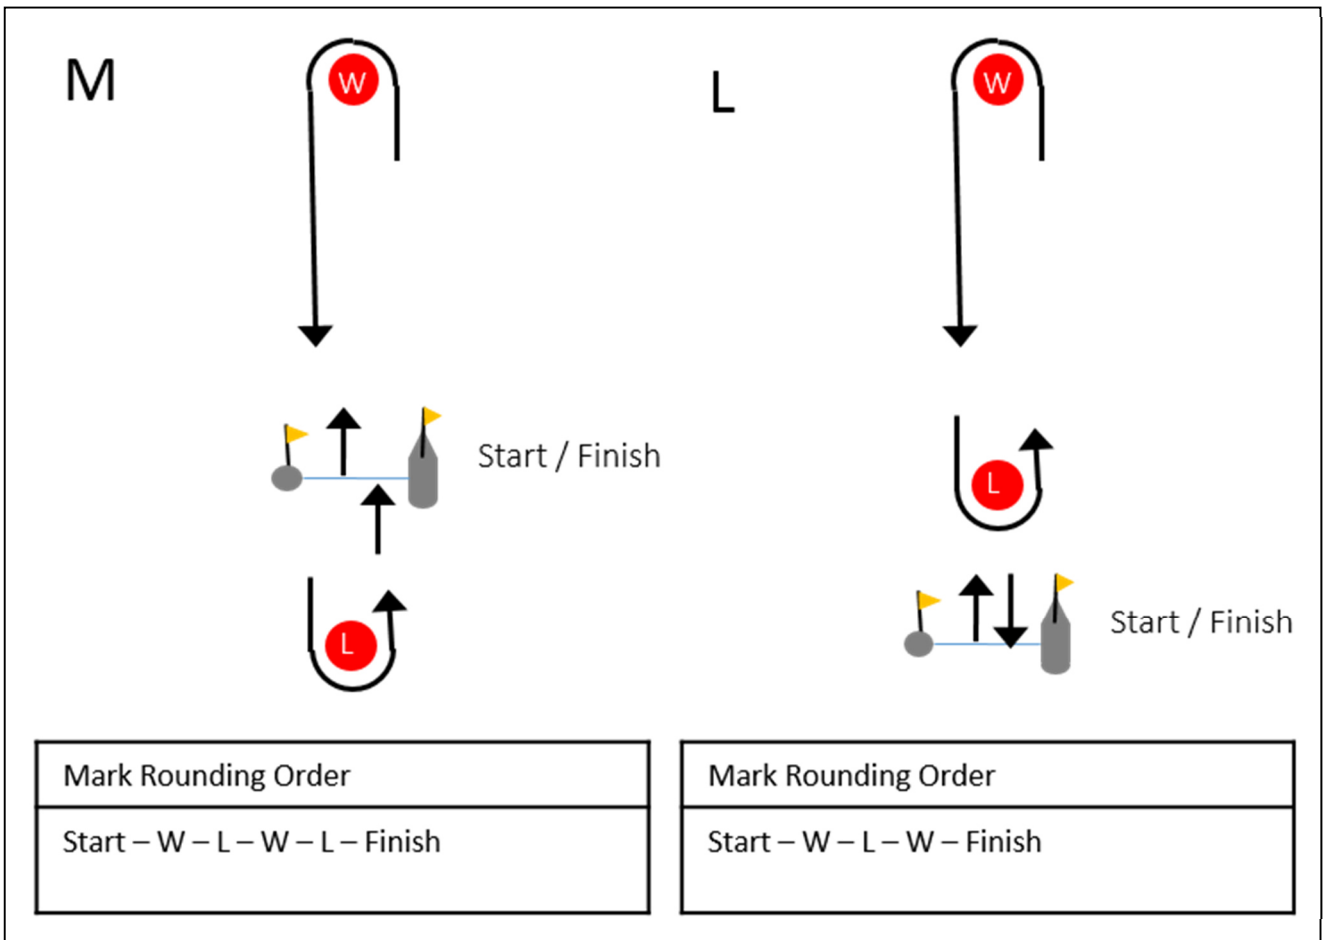 M
W
Start / Finish
L
Mark Rounding Order
Start – W – L – W – L – Finish
L
W
L
Start / Finish
Mark Rounding Order
Start – W – L – W – Finish